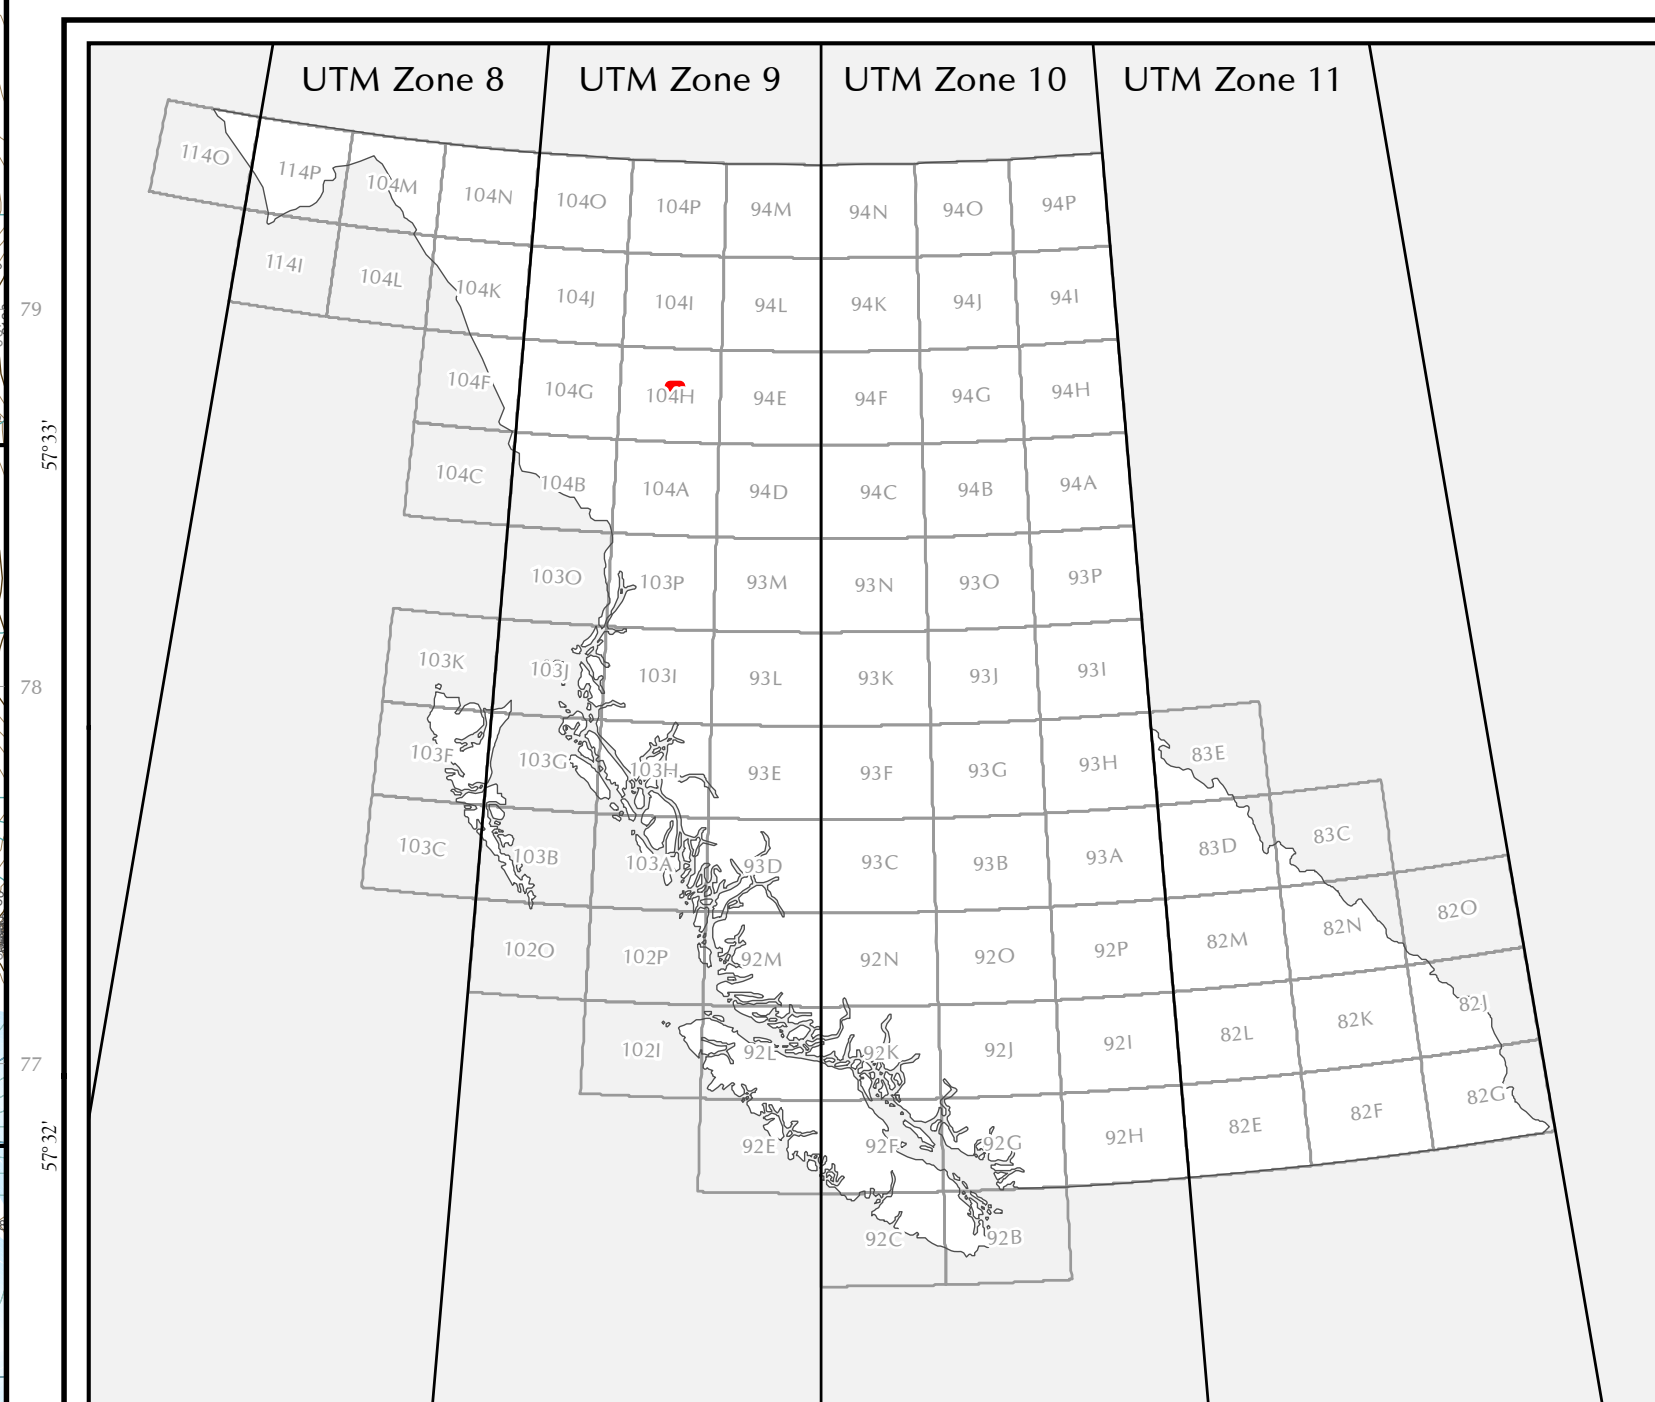 UTM Zone 8 UTM Zone 9 UTM Zone 10 UTM Zone 11
114O 114P 104M 104N 104O 104P 94M 94N 94O 94P
114I 104L 104K 104J 104I 94L 94K 94J 94I
79
104F 104G 104H 94E 94F 94G 94H
57°33'
104C 104B 104A 94D 94C 94B 94A
103O 103P 93M 93N 93O 93P
103K 103J 103I 93L 93K 93J 93I
78
103F 103G 103H 93E 93F 93G 93H 83E
103C 103B 103A 93D 93C 93B 93A 83D 83C
102O 102P 92M 92N 92O 92P 82M 82N 82O
102I 92L 92K 92J 92I 82L 82K 82J
77
92E 92F 92G 92H 82E 82F 82G
57°32'
92C 92B